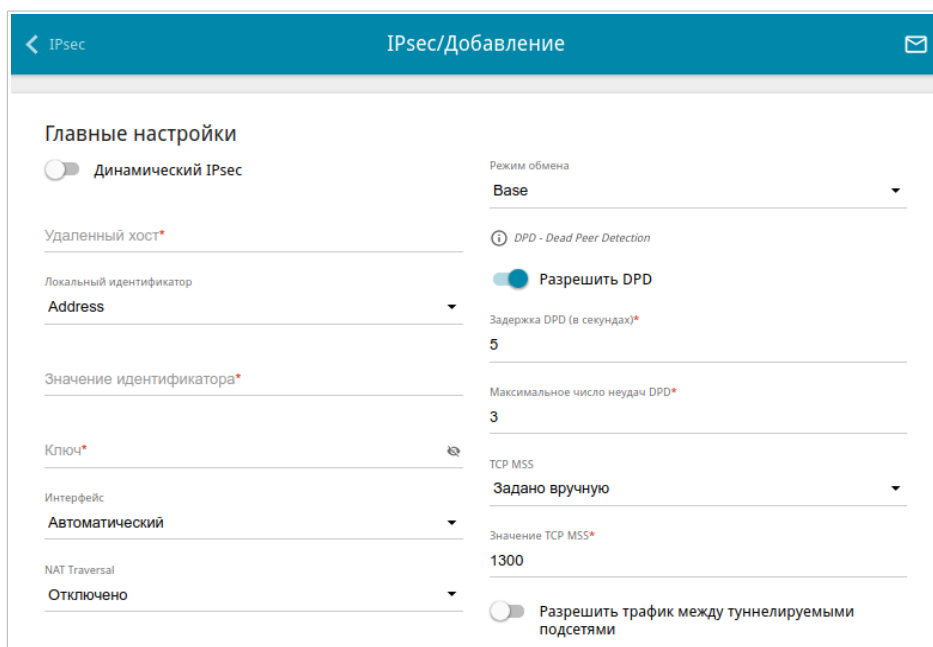 IPsec
IPsec/Добавление
Главные настройки
Динамический IPsec
Удаленный хост*
Локальный идентификатор
Address
Значение идентификатора*
Ключ*
Интерфейс
Автоматический
NAT Traversal
Отключено
Режим обмена
Base
DPD - Dead Peer Detection
Разрешить DPD
Задержка DPD (в секундах)*
5
Максимальное число неудач DPD*
3
TCP MSS
Задано вручную
Значение TCP MSS*
1300
Разрешить трафик между туннелируемыми
подсетями